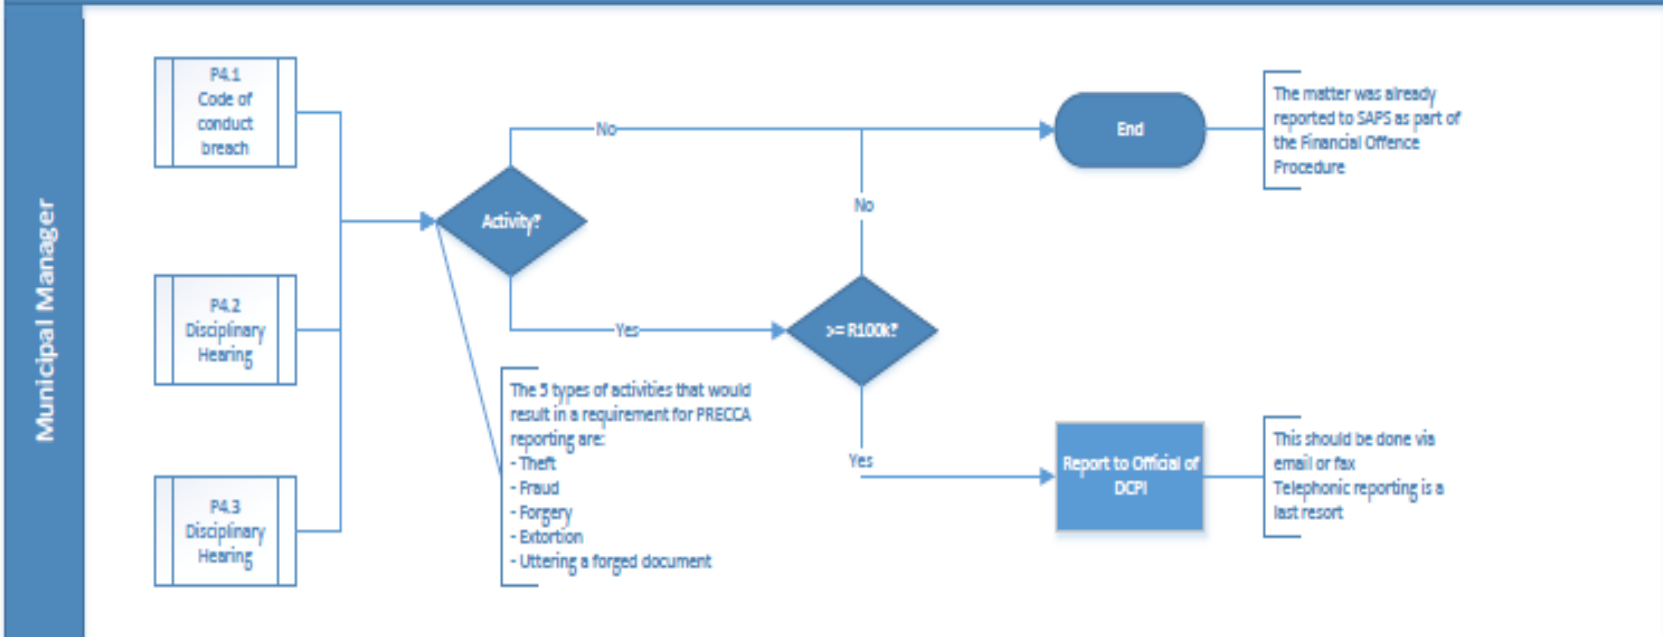 Municipal Manager
P4.1
Code of
conduct
breach
P4.2
Disciplinary
Hearing
P4.3
Disciplinary
Hearing
Activity?
No
Yes
The 5 types of activities that would
result in a requirement for PRECCA
reporting are:
- Theft
- Fraud
- Forgery
- Extortion
- Uttering a forged document
No
>= R100k?
Yes
End
The matter was already
reported to SAPS as part of
the Financial Offence
Procedure
Report to Official of
DCPI
This should be done via
email or fax
Telephonic reporting is a
last resort